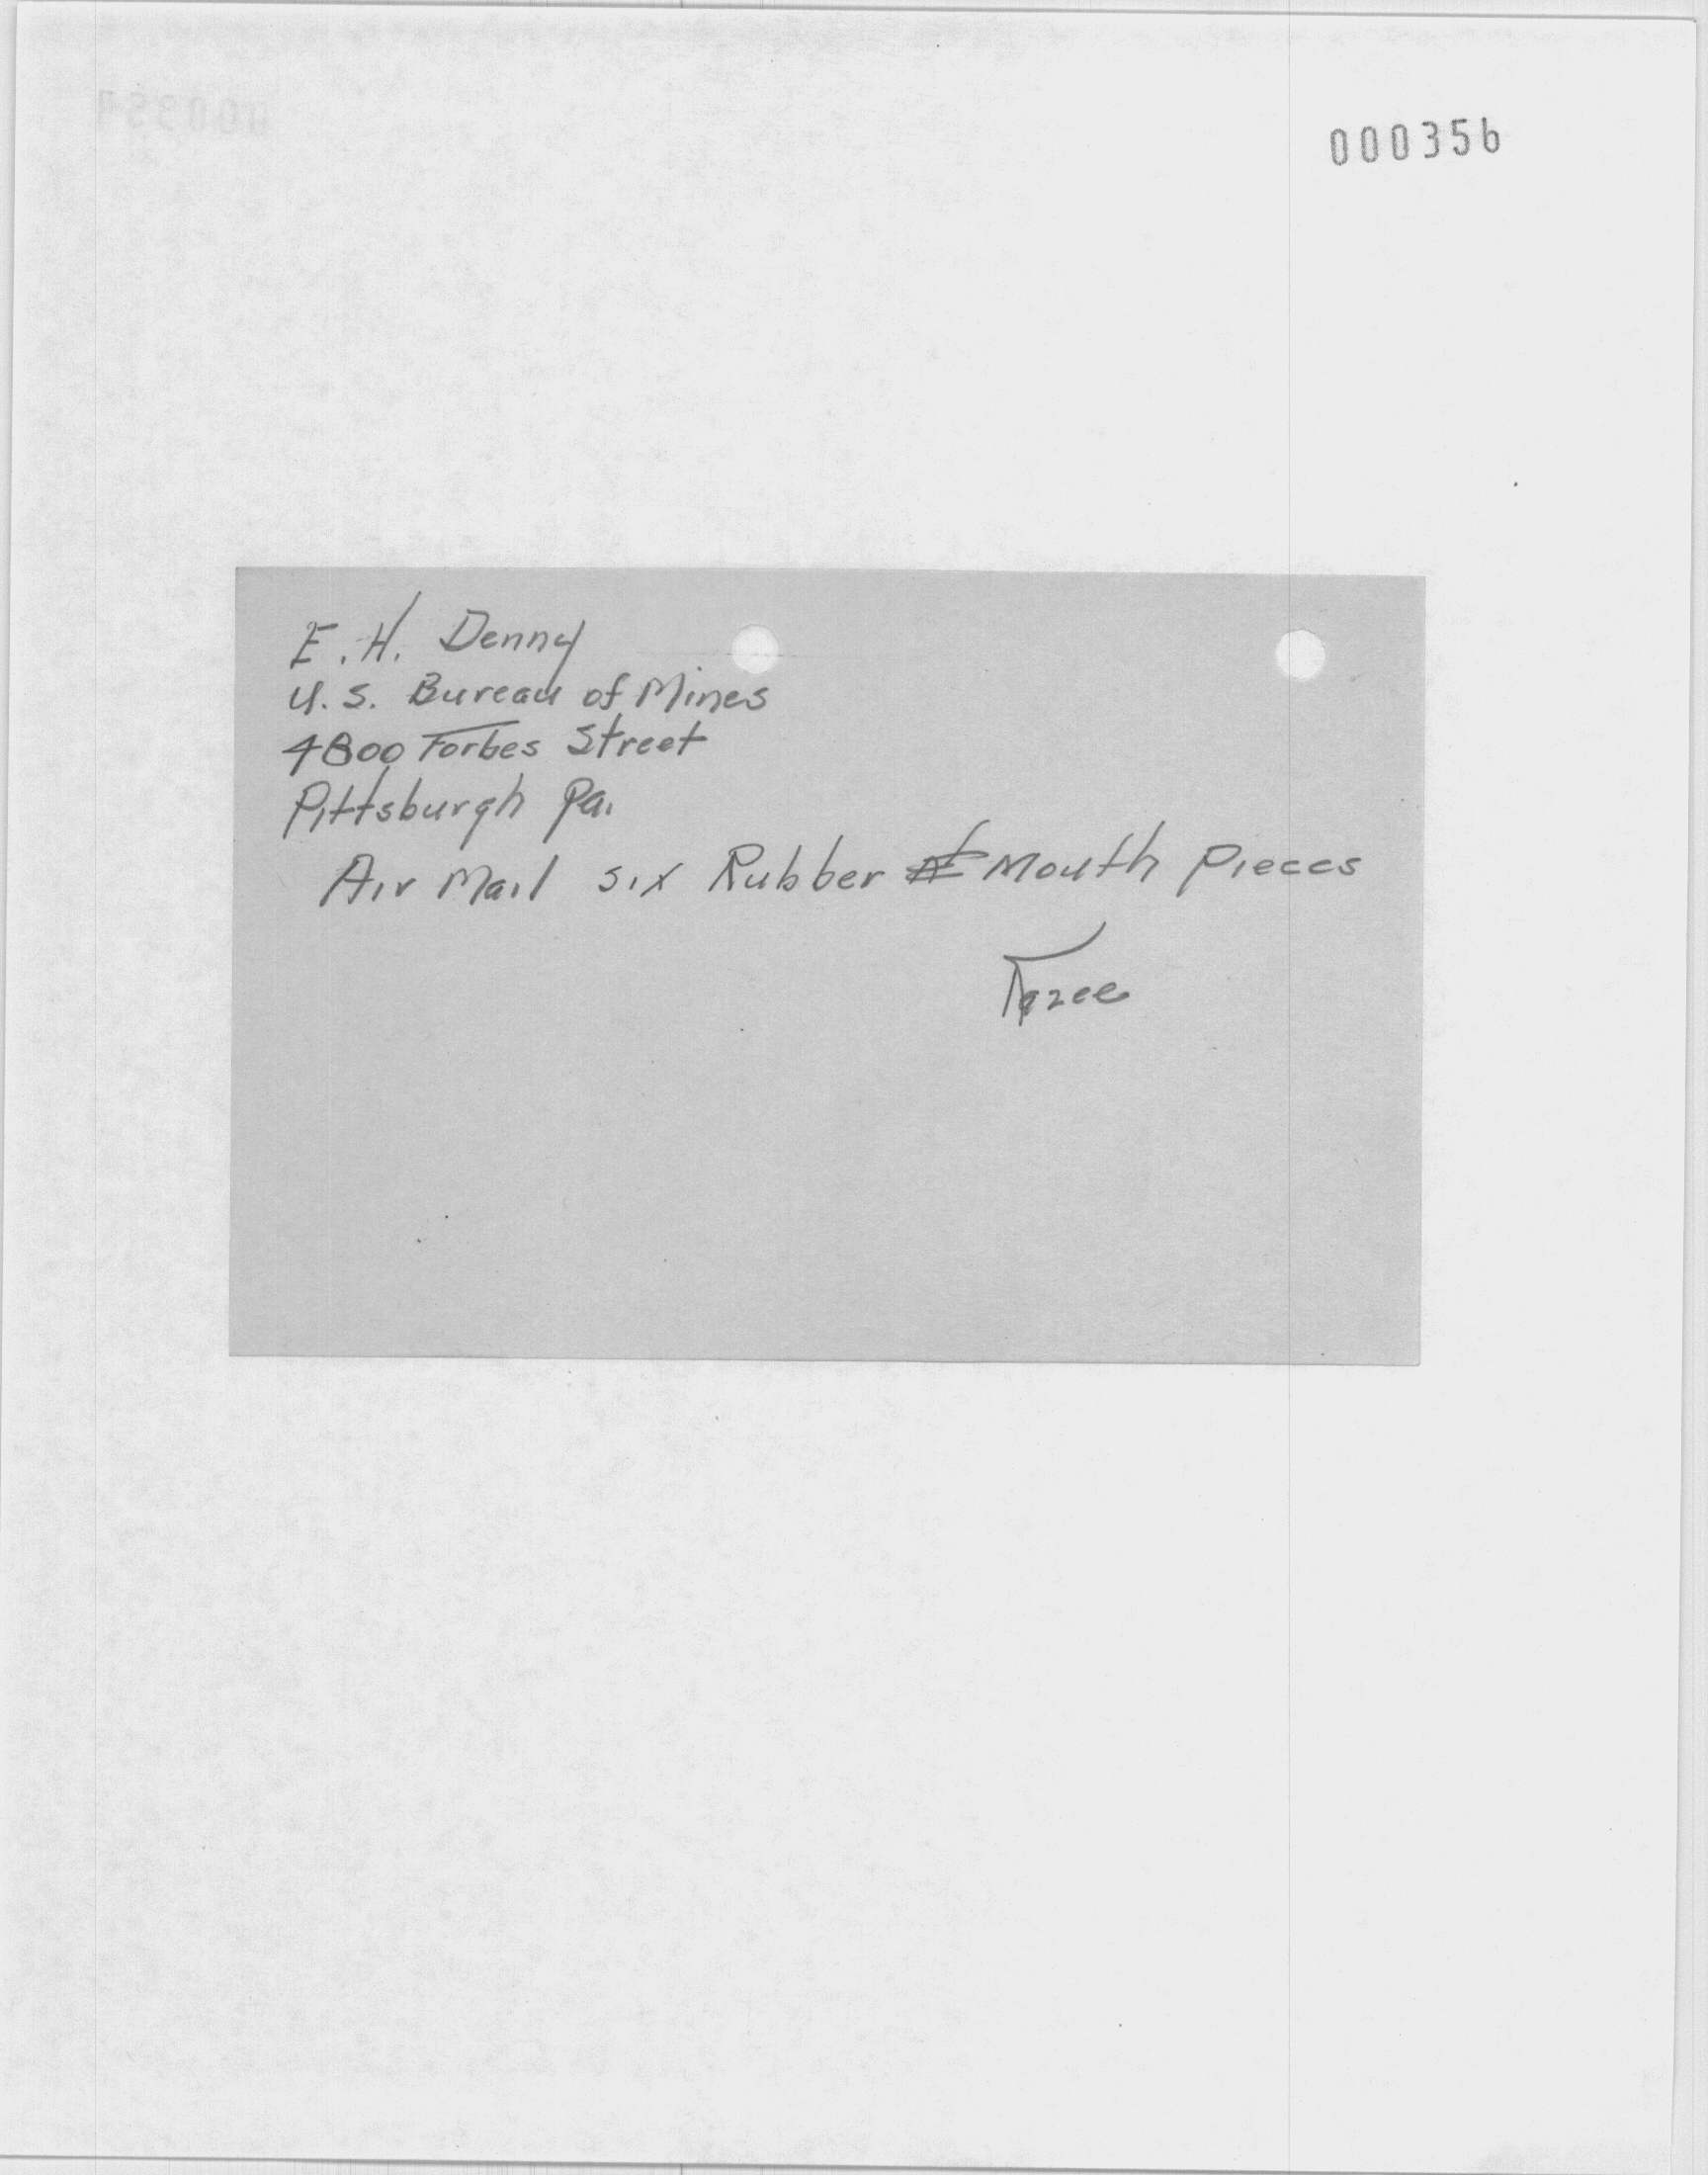 000356
E. H. Denny
U.S. Bureau of Mines
4800 Forbes Street
Pittsburgh Pa.
Air Mail six Rubber Mouth Pieces